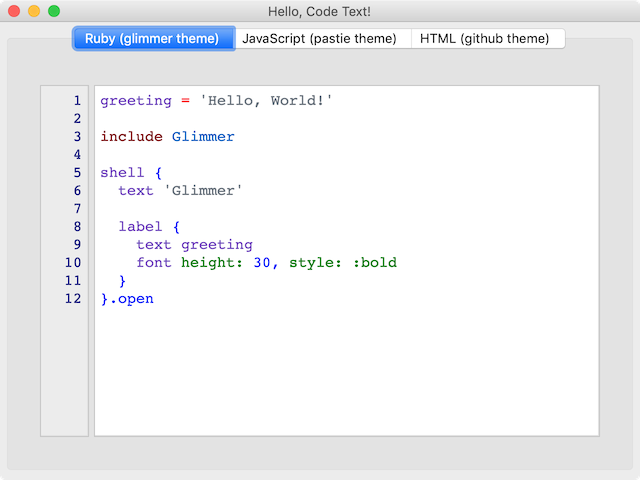 Hello, Code Text!
Ruby (glimmer theme) JavaScript (pastie theme) HTML (github theme)
1 greeting = 'Hello, World!'
2
3 include Glimmer
4
5 shell {
6   text 'Glimmer'
7
8   label {
9     text greeting
10     font height: 30, style: :bold
11   }
12 }.open